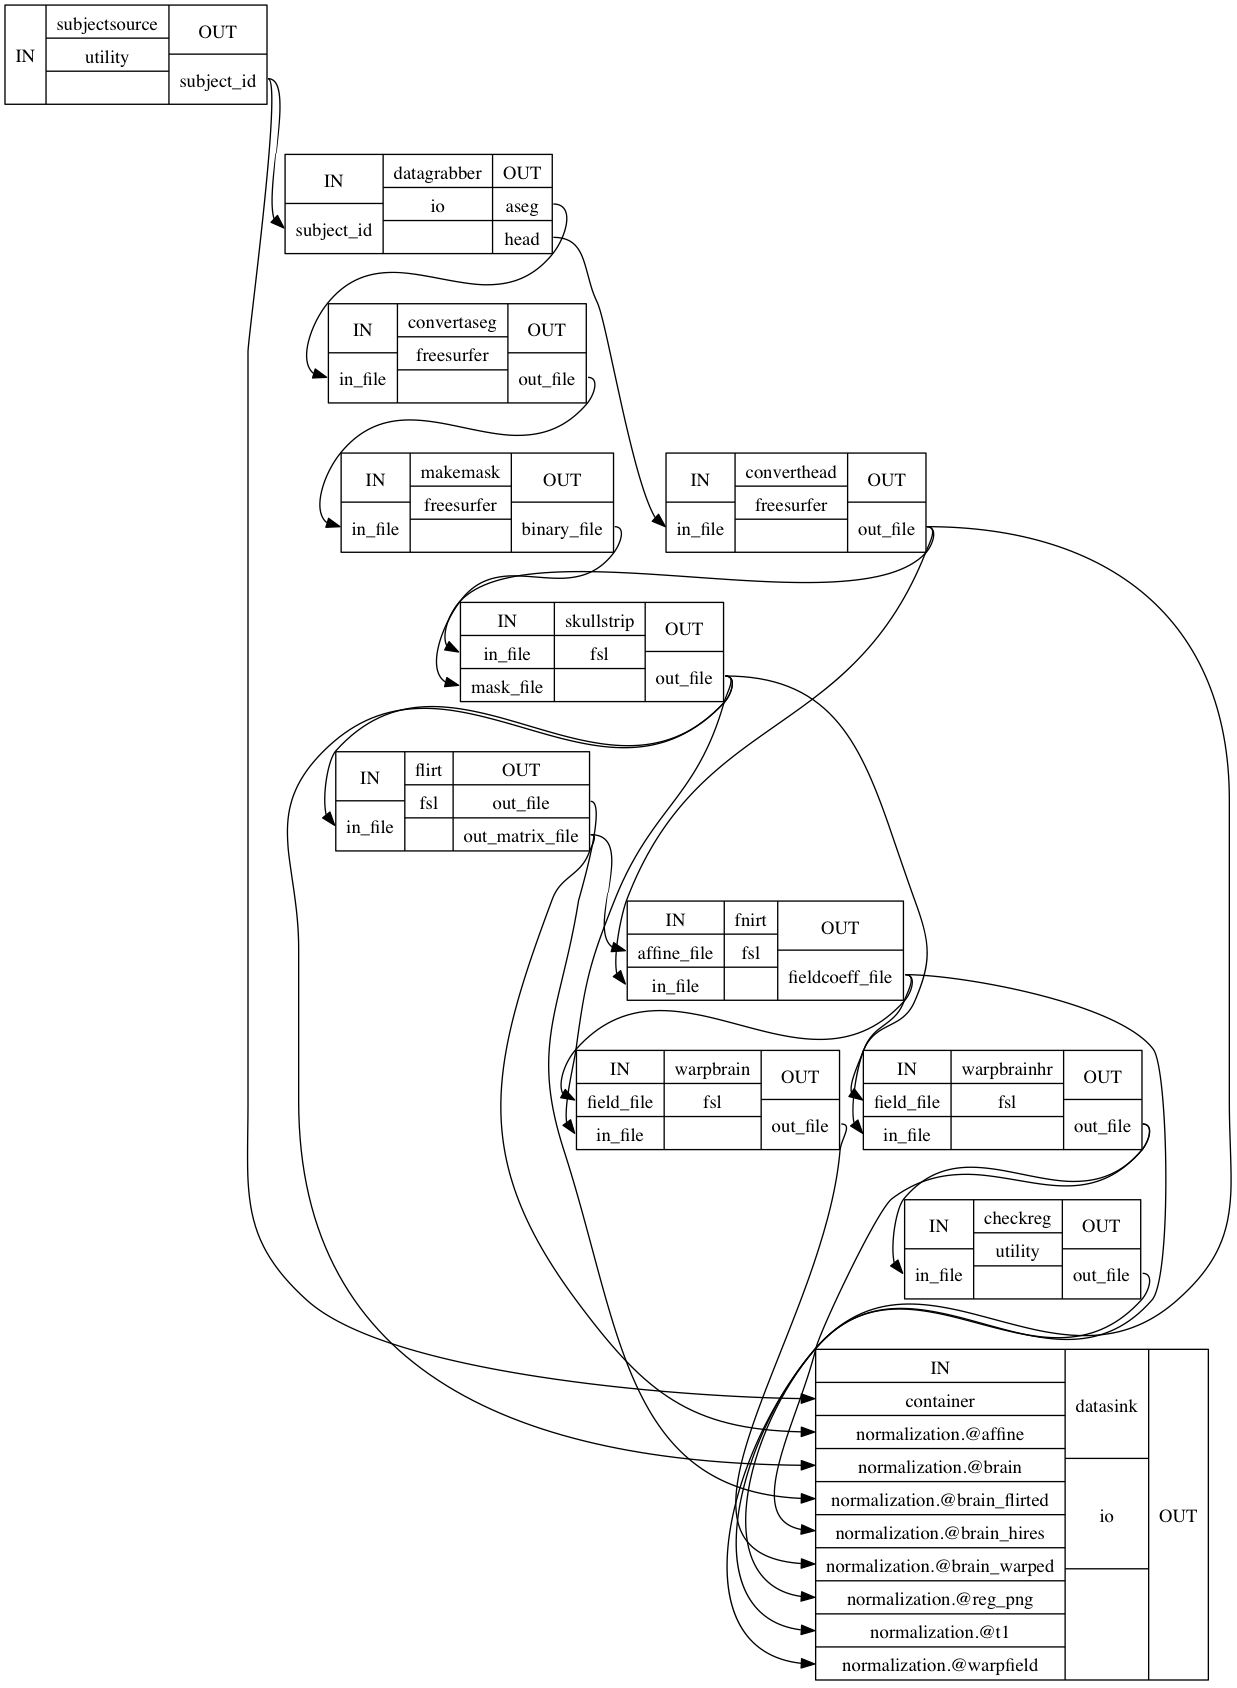 IN
subjectsource
utility
OUT
subject_id
IN
subject_id
datagrabber
io
OUT
aseg
head
IN
in_file
convertaseg
freesurfer
OUT
out_file
IN
in_file
makemask
freesurfer
OUT
binary_file
IN
in_file
converthead
freesurfer
OUT
out_file
IN
in_file
mask_file
skullstrip
fsl
OUT
out_file
IN
in_file
flirt
fsl
OUT
out_file
out_matrix_file
IN
affine_file
in_file
fnirt
fsl
OUT
fieldcoeff_file
IN
field_file
in_file
warpbrain
fsl
OUT
out_file
IN
field_file
in_file
warpbrainhr
fsl
OUT
out_file
IN
in_file
checkreg
utility
OUT
out_file
IN
container
normalization.@affine
normalization.@brain
normalization.@brain_flirted
normalization.@brain_hires
normalization.@brain_warped
normalization.@reg_png
normalization.@t1
normalization.@warpfield
datasink
io
OUT